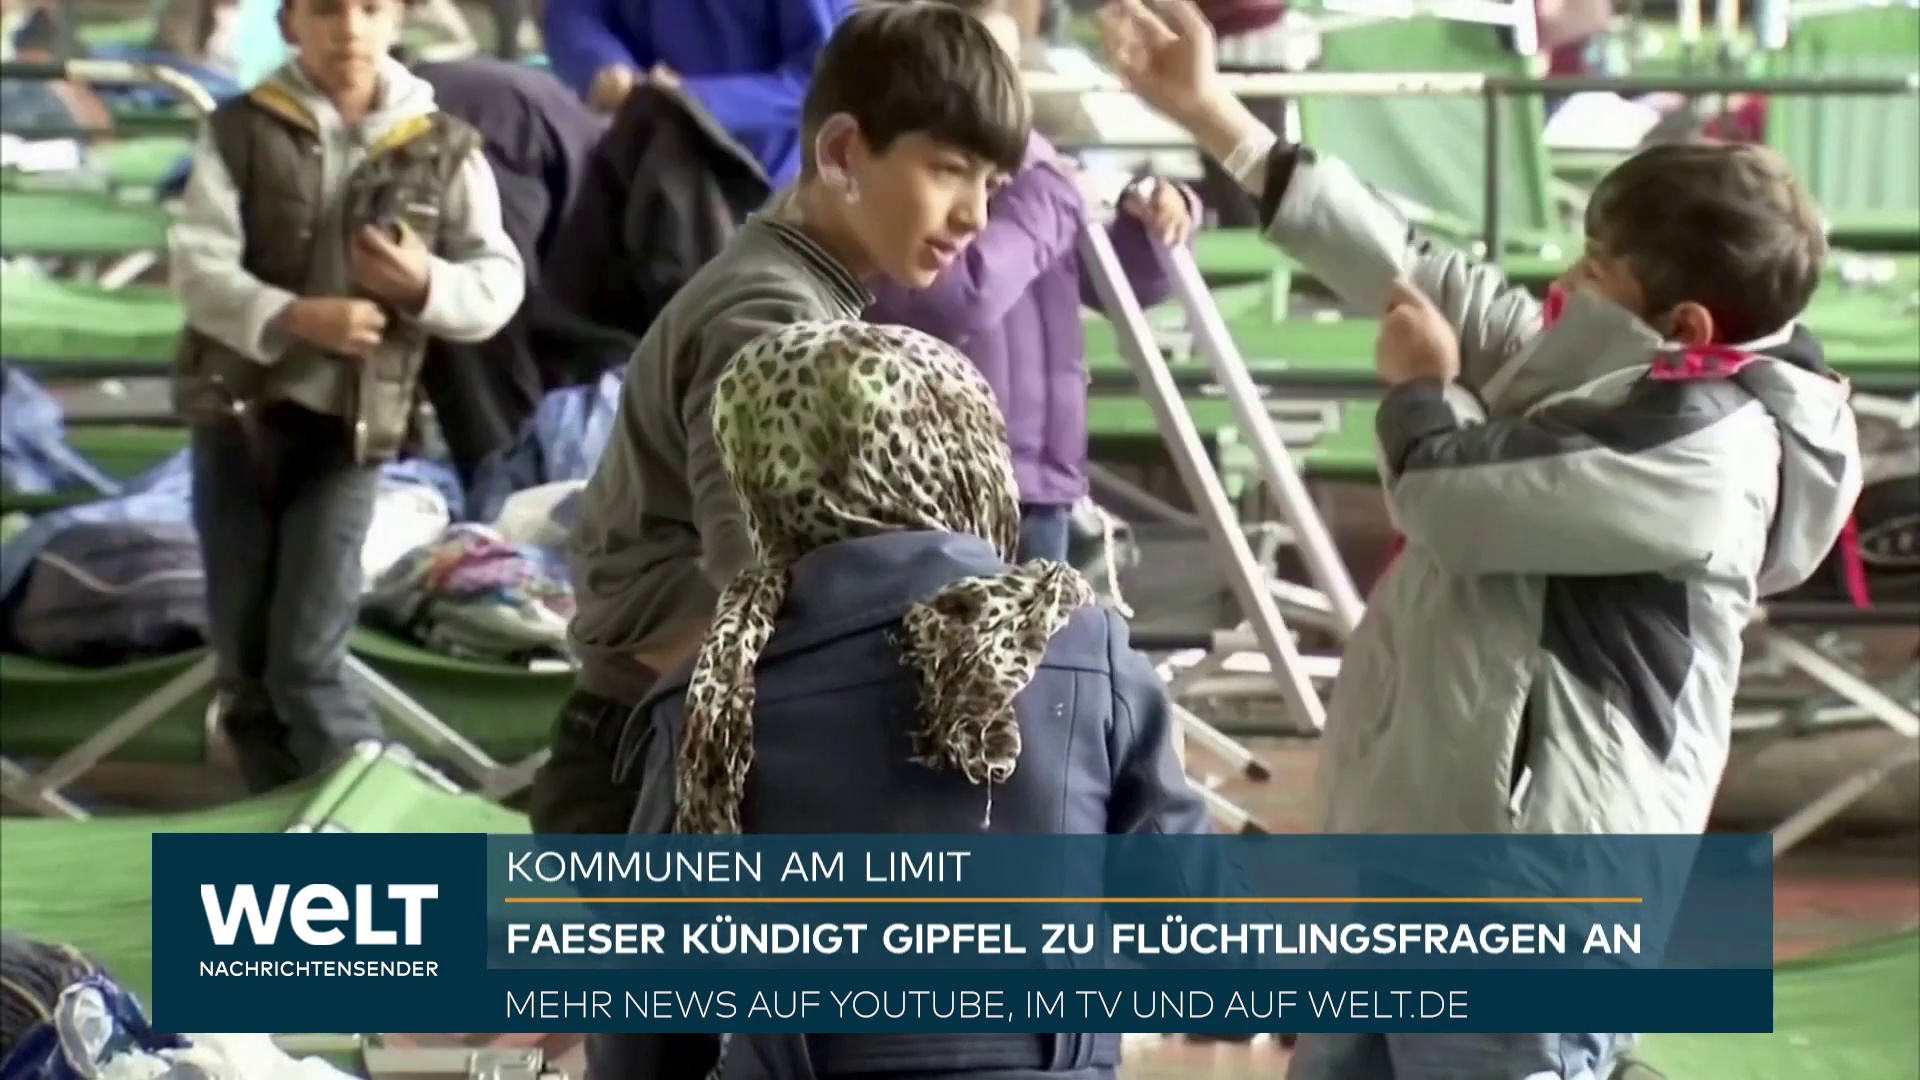 KOMMUNEN AM LIMIT
welt
NACHRICHTENSENDER
FAESER KÜNDIGT GIPFEL ZU FLÜCHTLINGSFRAGEN AN
MEHR NEWS AUF YOUTUBE, IM TV UND AUF WELT.DE